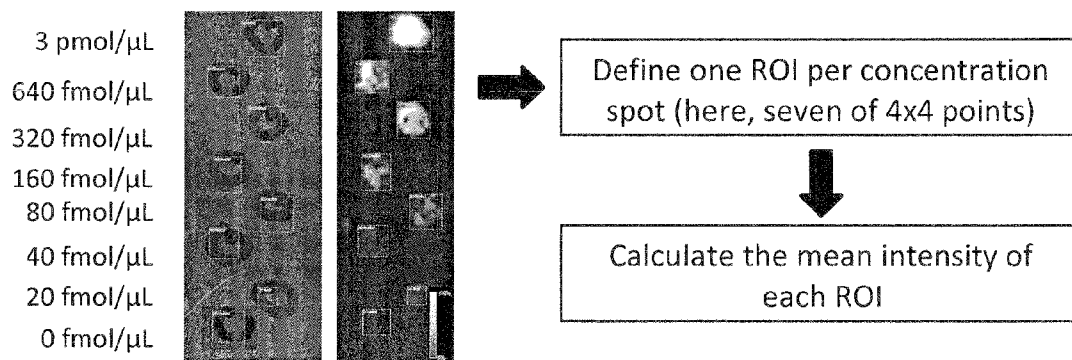 3 pmol/µL
640 fmol/µL
320 fmol/µL
160 fmol/µL
80 fmol/µL
40 fmol/µL
20 fmol/µL
0 fmol/µL
Define one ROI per concentration
spot (here, seven of 4x4 points)
Calculate the mean intensity of
each ROI